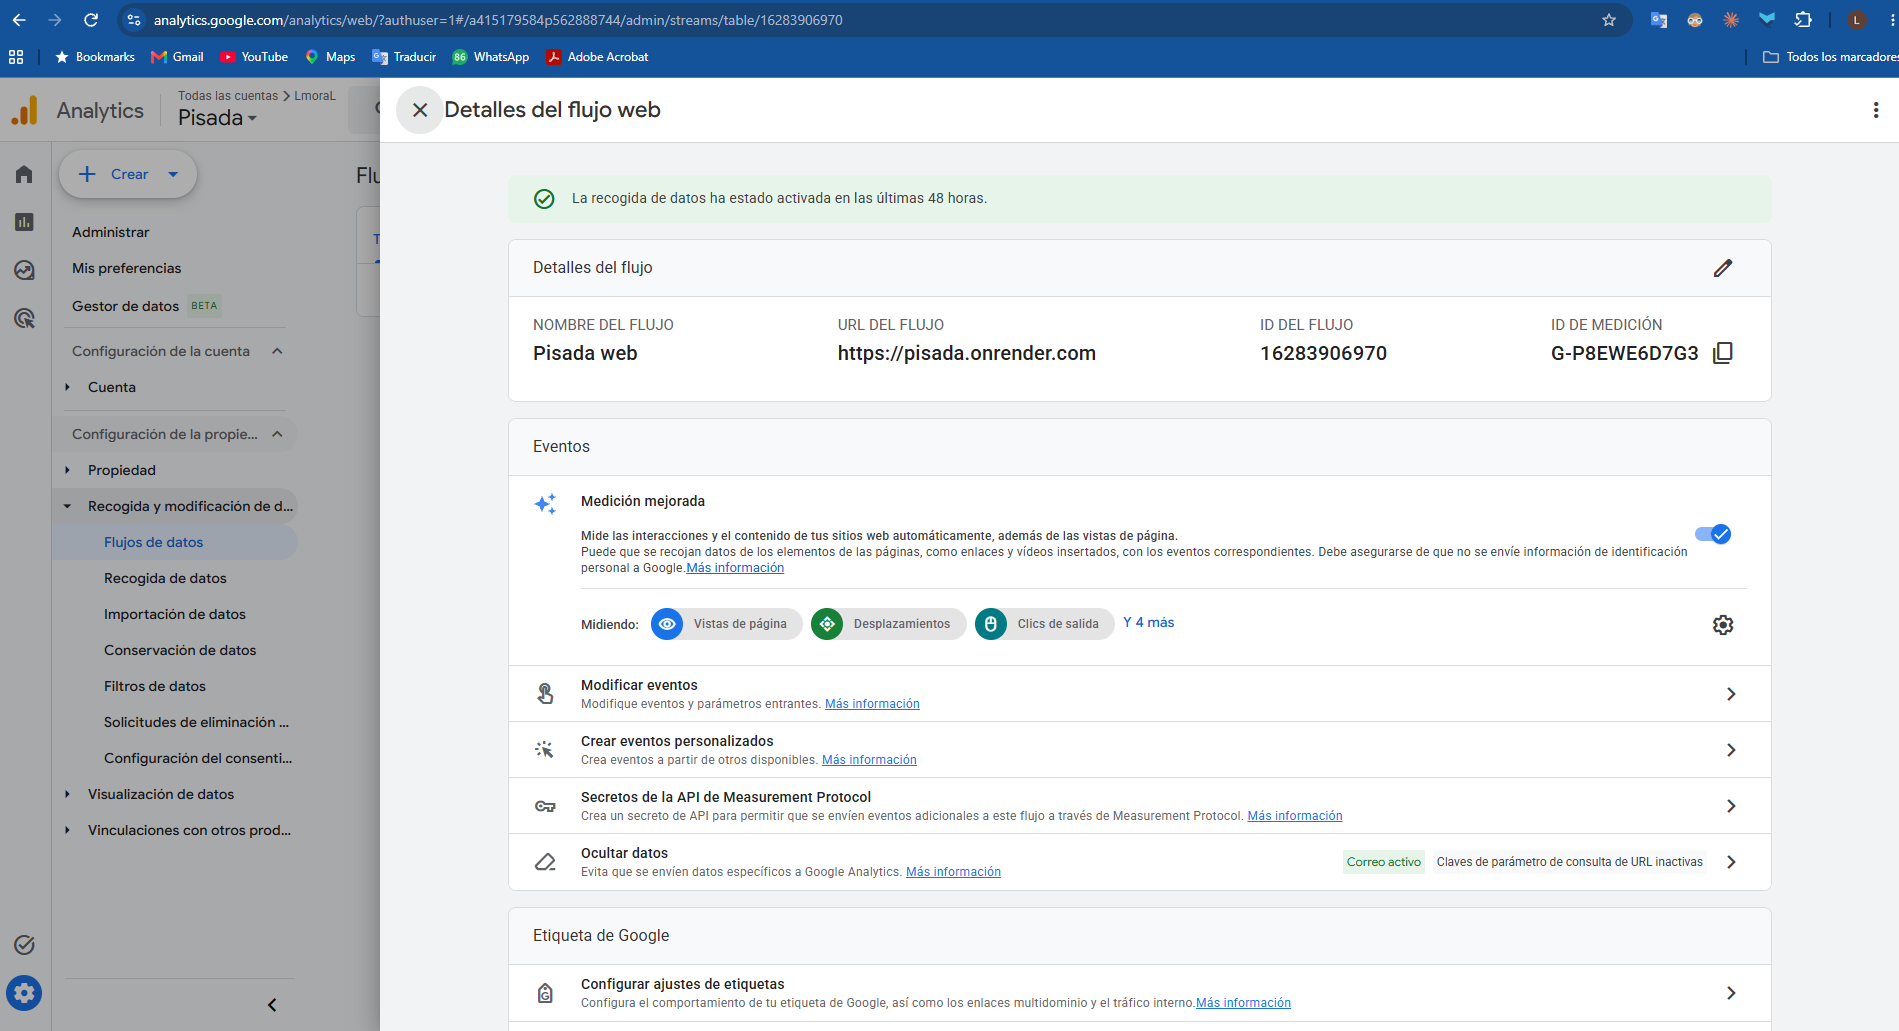 analytics.google.com/analytics/web/?authuser=1#/a415179584p562888744/admin/streams/table/16283906970
L
Bookmarks
Gmail
YouTube
Maps
Traducir
86 WhatsApp
Adobe Acrobat
Todos los marcadores
Analytics
Todas las cuentas > LmoraL
Pisada
Detalles del flujo web
Crear
Flu
T
Administrar
Mis preferencias
Gestor de datos BETA
Configuración de la cuenta
Cuenta
Configuración de la propie...
Propiedad
Recogida y modificación de d...
Flujos de datos
Recogida de datos
Importación de datos
Conservación de datos
Filtros de datos
Solicitudes de eliminación ...
Configuración del consenti...
Visualización de datos
Vinculaciones con otros prod...
La recogida de datos ha estado activada en las últimas 48 horas.
Detalles del flujo
NOMBRE DEL FLUJO
Pisada web
URL DEL FLUJO
https://pisada.onrender.com
ID DEL FLUJO
16283906970
ID DE MEDICIÓN
G-P8EWE6D7G3
Eventos
Medición mejorada
Mide las interacciones y el contenido de tus sitios web automáticamente, además de las vistas de página.
Puede que se recojan datos de los elementos de las páginas, como enlaces y vídeos insertados, con los eventos correspondientes. Debe asegurarse de que no se envíe información de identificación
personal a Google.Más información
Midiendo: Vistas de página Desplazamientos Clics de salida Y 4 más
Modificar eventos
Modifique eventos y parámetros entrantes. Más información
Crear eventos personalizados
Crea eventos a partir de otros disponibles. Más información
Secretos de la API de Measurement Protocol
Crea un secreto de API para permitir que se envíen eventos adicionales a este flujo a través de Measurement Protocol. Más información
Ocultar datos
Evita que se envíen datos específicos a Google Analytics. Más información
Correo activo
Claves de parámetro de consulta de URL inactivas
Etiqueta de Google
Configurar ajustes de etiquetas
Configura el comportamiento de tu etiqueta de Google, así como los enlaces multidominio y el tráfico interno.Más información